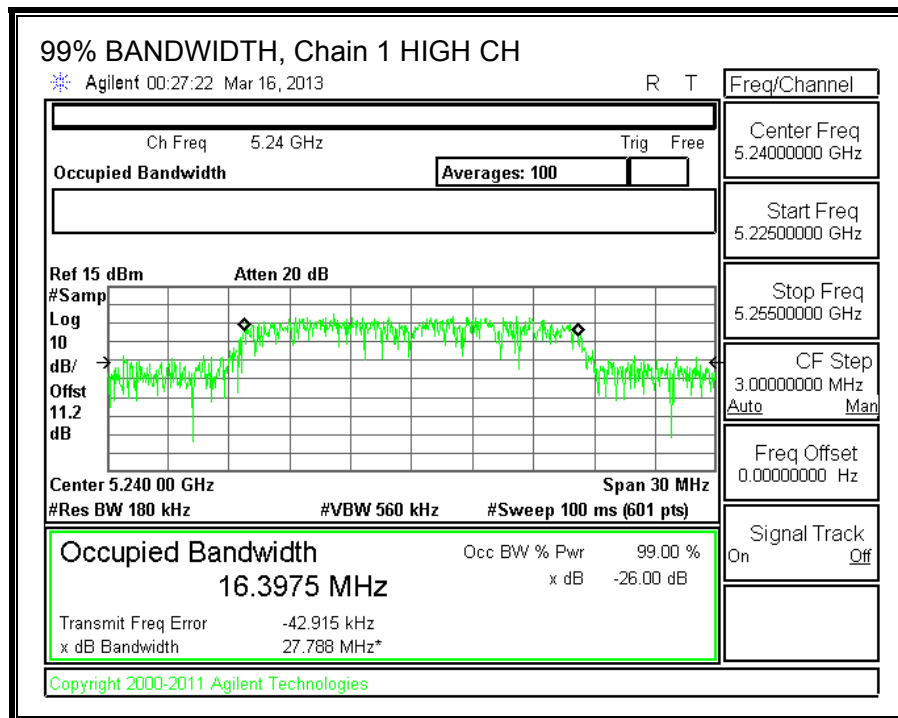 99% BANDWIDTH, Chain 1 HIGH CH
Agilent 00:27:22 Mar 16, 2013 R T
Freq/Channel
Ch Freq 5.24 GHz Trig Free
Occupied Bandwidth Averages: 100
Center Freq
5.24000000 GHz
Start Freq
5.22500000 GHz
Stop Freq
5.25500000 GHz
CF Step
3.00000000 MHz
Auto Man
Freq Offset
0.00000000 Hz
Signal Track
On Off
Ref 15 dBm Atten 20 dB
#Samp
Log
10
dB/
Offst
11.2
dB
Center 5.240 00 GHz Span 30 MHz
#Res BW 180 kHz #VBW 560 kHz #Sweep 100 ms (601 pts)
Occupied Bandwidth Occ BW % Pwr 99.00 %
16.3975 MHz x dB -26.00 dB
Transmit Freq Error -42.915 kHz
x dB Bandwidth 27.788 MHz*
Copyright 2000-2011 Agilent Technologies